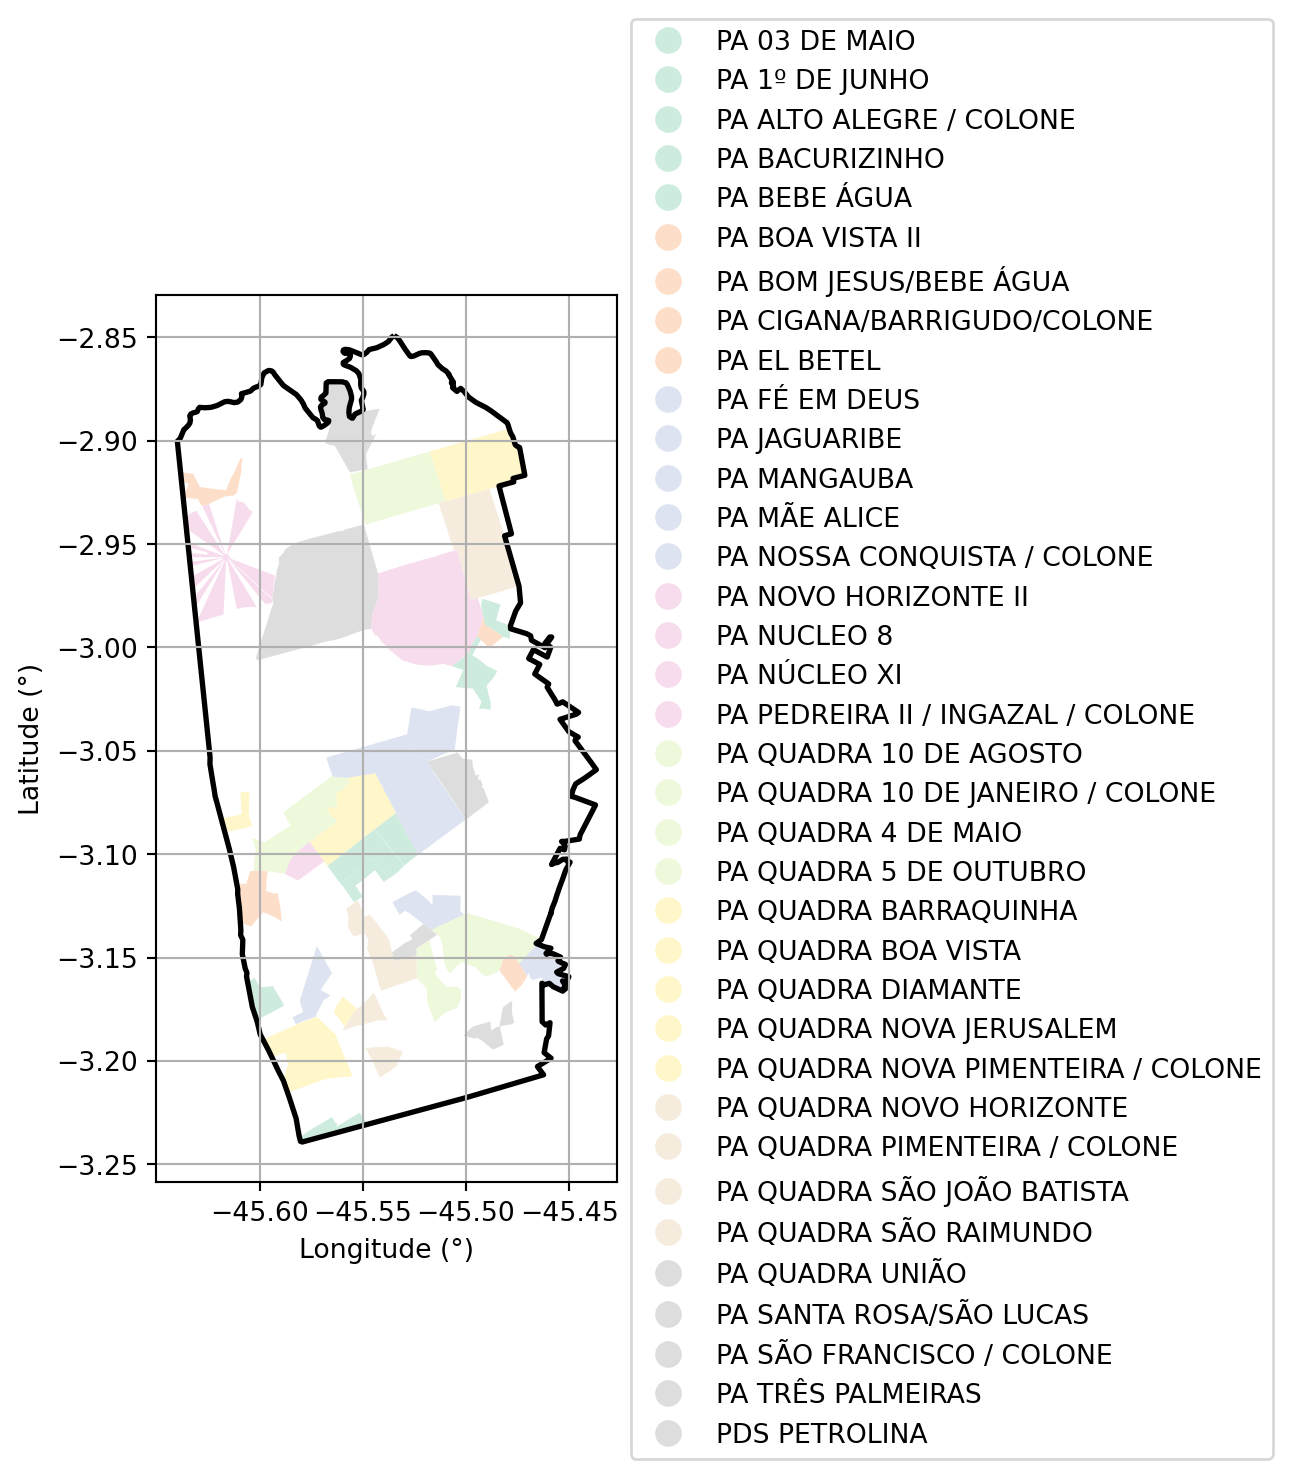 PA 03 DE MAIO
PA 1º DE JUNHO
PA ALTO ALEGRE / COLONE
PA BACURIZINHO
PA BEBE ÁGUA
PA BOA VISTA II
PA BOM JESUS/BEBE ÁGUA
PA CIGANA/BARRIGUDO/COLONE
PA EL BETEL
PA FÉ EM DEUS
PA JAGUARIBE
PA MANGAUBA
PA MÃE ALICE
PA NOSSA CONQUISTA / COLONE
PA NOVO HORIZONTE II
PA NUCLEO 8
PA NÚCLEO XI
PA PEDREIRA II / INGAZAL / COLONE
PA QUADRA 10 DE AGOSTO
PA QUADRA 10 DE JANEIRO / COLONE
PA QUADRA 4 DE MAIO
PA QUADRA 5 DE OUTUBRO
PA QUADRA BARRAQUINHA
PA QUADRA BOA VISTA
PA QUADRA DIAMANTE
PA QUADRA NOVA JERUSALEM
PA QUADRA NOVA PIMENTEIRA / COLONE
PA QUADRA NOVO HORIZONTE
PA QUADRA PIMENTEIRA / COLONE
PA QUADRA SÃO JOÃO BATISTA
PA QUADRA SÃO RAIMUNDO
PA QUADRA UNIÃO
PA SANTA ROSA/SÃO LUCAS
PA SÃO FRANCISCO / COLONE
PA TRÊS PALMEIRAS
PDS PETROLINA
−2.85
−2.90
−2.95
−3.00
−3.05
−3.10
−3.15
−3.20
−3.25
Latitude (°)
−45.60 −45.55 −45.50 −45.45
Longitude (°)